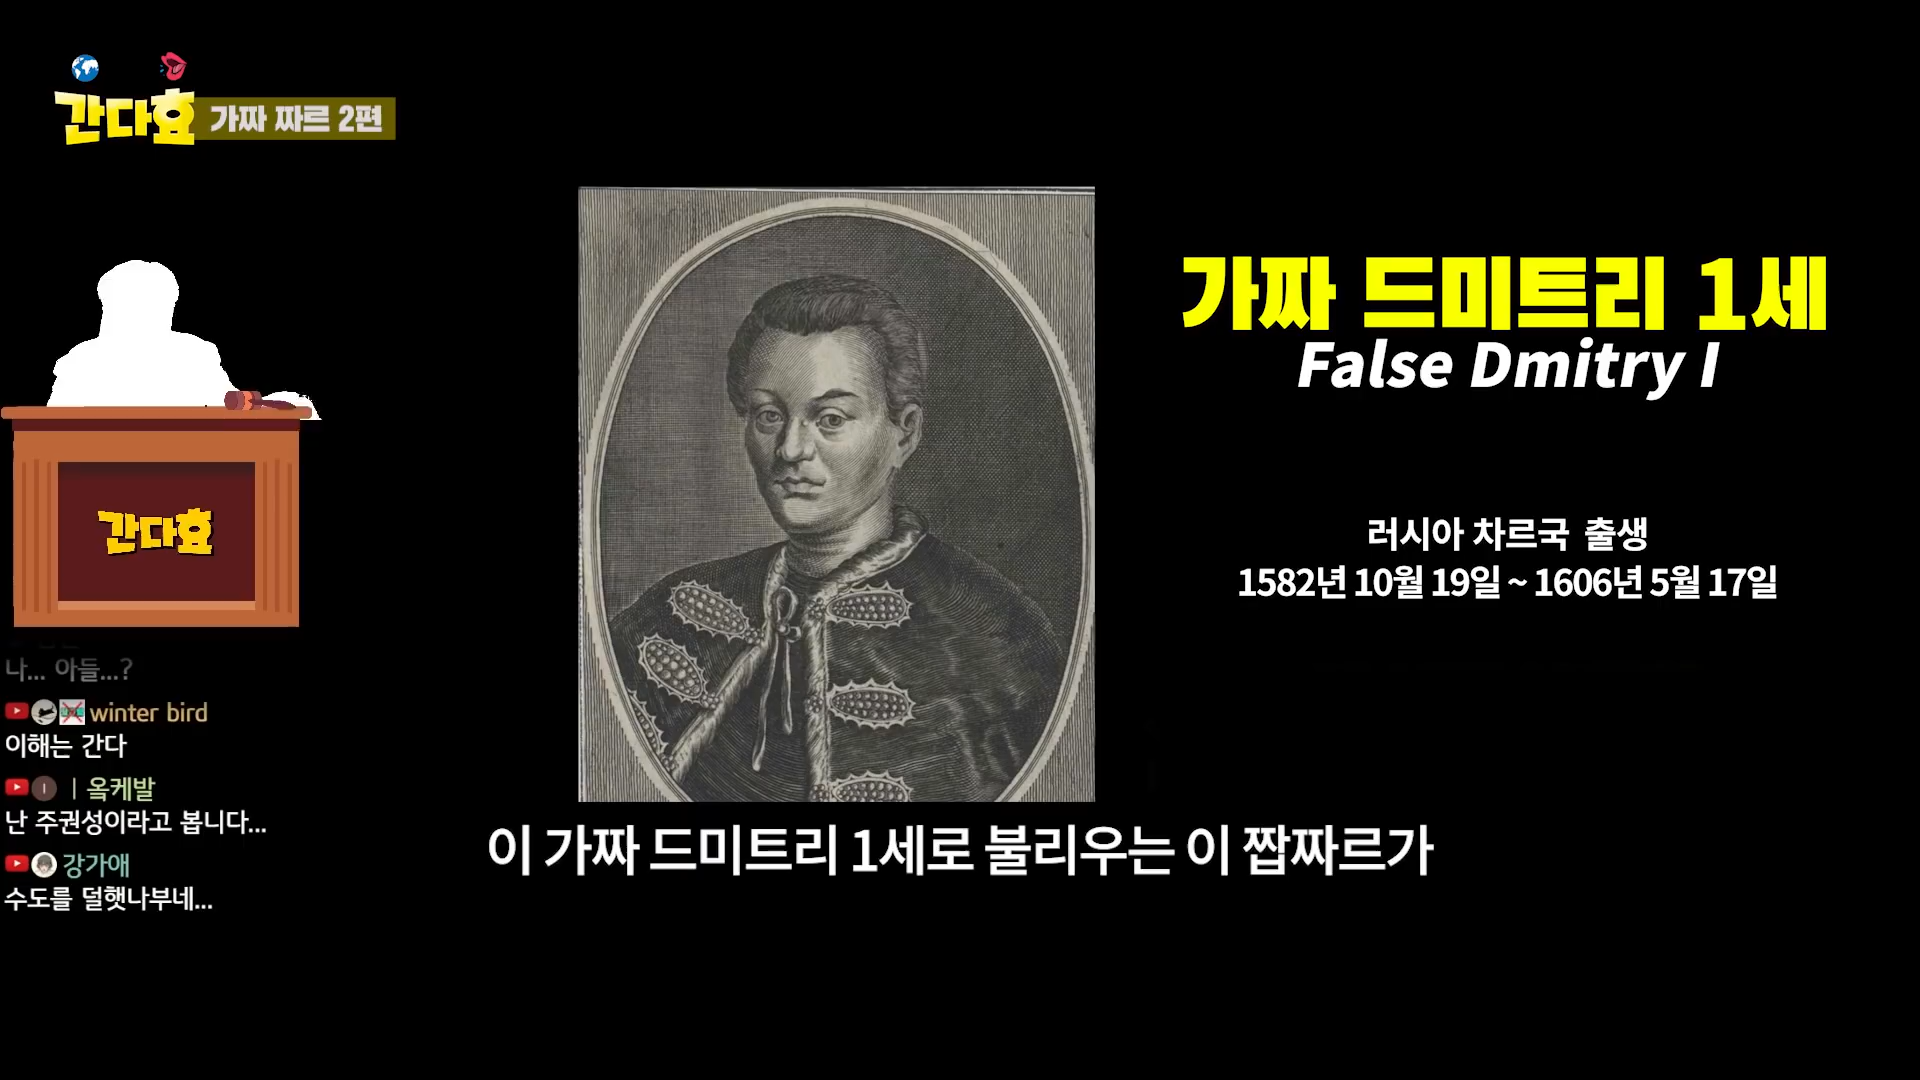 간다효
가짜 짜르 2편
가짜 드미트리 1세
False Dmitry I
러시아 차르국 출생
1582년 10월 19일 ~ 1606년 5월 17일
간다효
나... 아들...?
winter bird
이해는 간다
ㅣ옥케발
난 주권성이라고 봅니다...
강가애
수도를 덜햇나부네...
이 가짜 드미트리 1세로 불리우는 이 짭짜르가